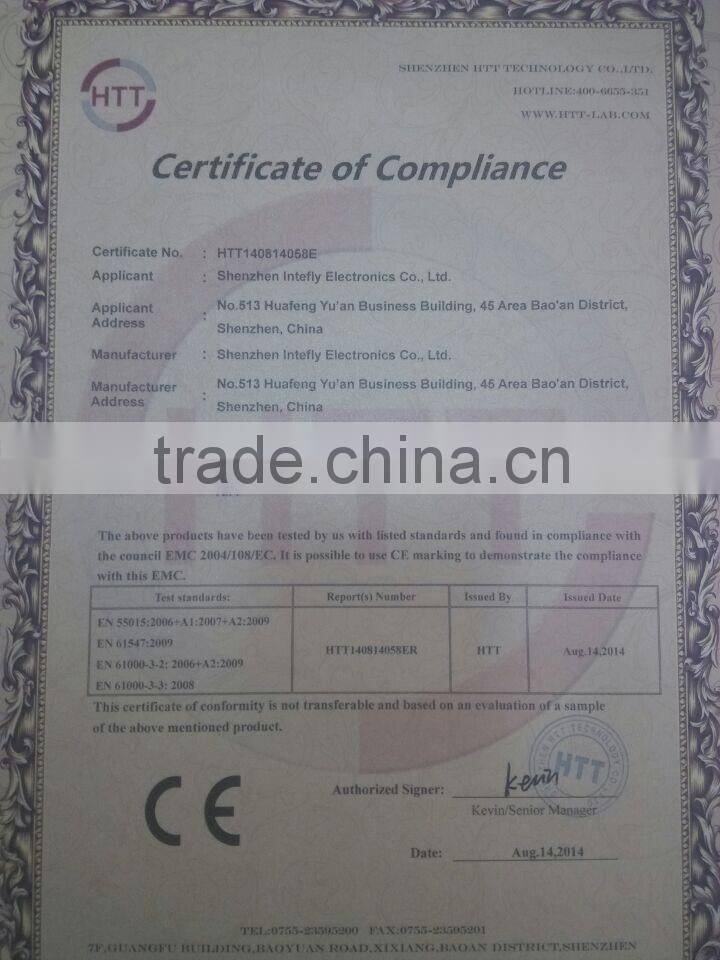 HTT
SHENZHEN HTT TECHNOLOGY CO.,LTD.
HOTLINE:400-6655-351
WWW.HTT-LAB.COM
Certificate of Compliance
Certificate No. : HTT140814058E
Applicant : Shenzhen Intefly Electronics Co., Ltd.
Applicant Address : No.513 Huafeng Yu'an Business Building, 45 Area Bao'an District,
Shenzhen, China
Manufacturer : Shenzhen Intefly Electronics Co., Ltd.
Manufacturer Address : No.513 Huafeng Yu'an Business Building, 45 Area Bao'an District,
Shenzhen, China
trade.china.cn
The above products have been tested by us with listed standards and found in compliance with
the council EMC 2004/108/EC. It is possible to use CE marking to demonstrate the compliance
with this EMC.
Test standards: Report(s) Number Issued By Issued Date
EN 55015:2006+A1:2007+A2:2009
EN 61547:2009
HTT140814058ER HTT Aug.14,2014
EN 61000-3-2: 2006+A2:2009
EN 61000-3-3: 2008
This certificate of conformity is not transferable and based on an evaluation of a sample
of the above mentioned product.
HTT
CE
Authorized Signer: Kevin
Kevin/Senior Manager
Date: Aug.14,2014
TEL:0755-23595200 FAX:0755-23595201
7F,GUANGFU BUILDING,BAOYUAN ROAD,XIXIANG,BAOAN DISTRICT,SHENZHEN